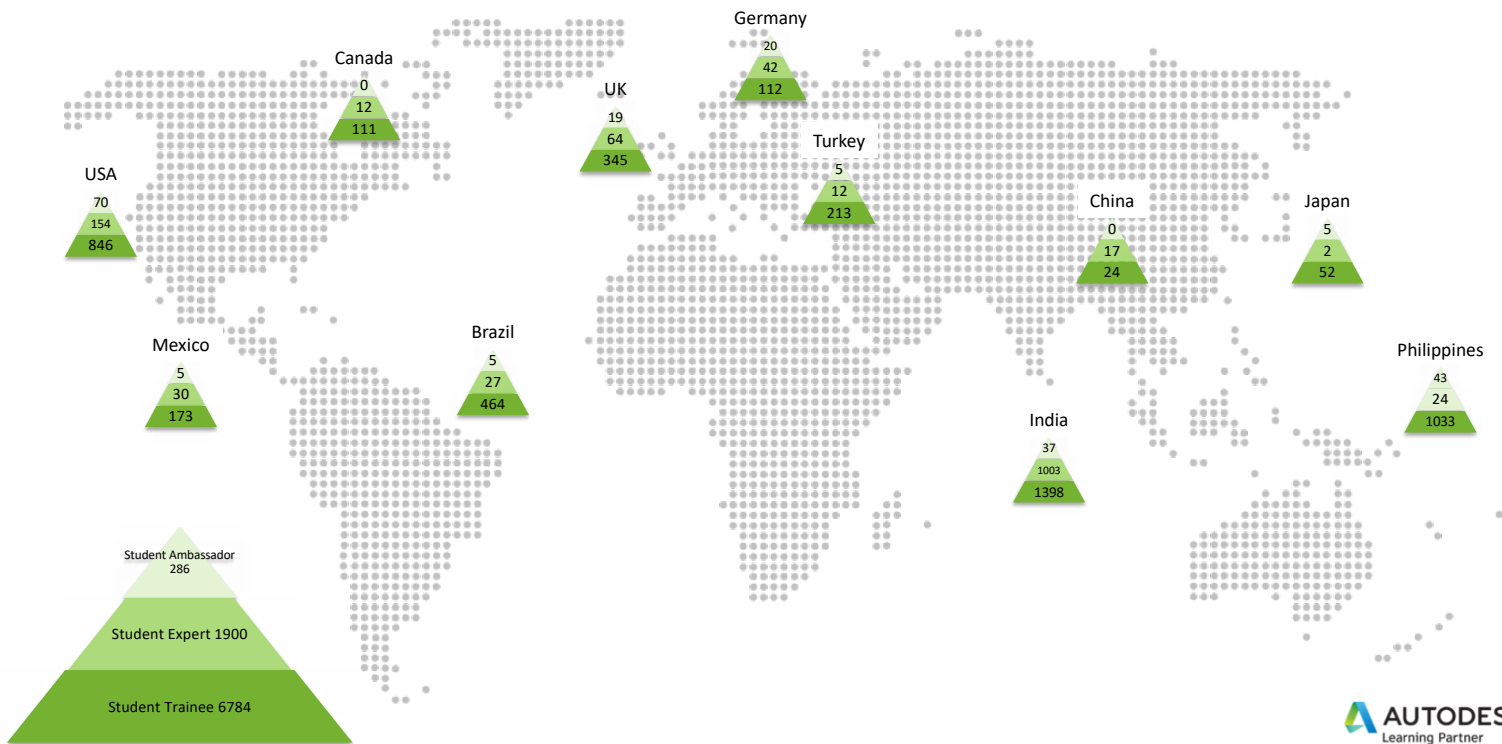 Germany
20
42
112
Canada
0
12
111
UK
19
64
345
Turkey
5
12
213
USA
70
154
846
China
0
17
24
Japan
5
2
52
Mexico
5
30
173
Brazil
5
27
464
Philippines
43
24
1033
India
37
1003
1398
Student Ambassador
286
Student Expert 1900
Student Trainee 6784
AUTODES
Learning Partner